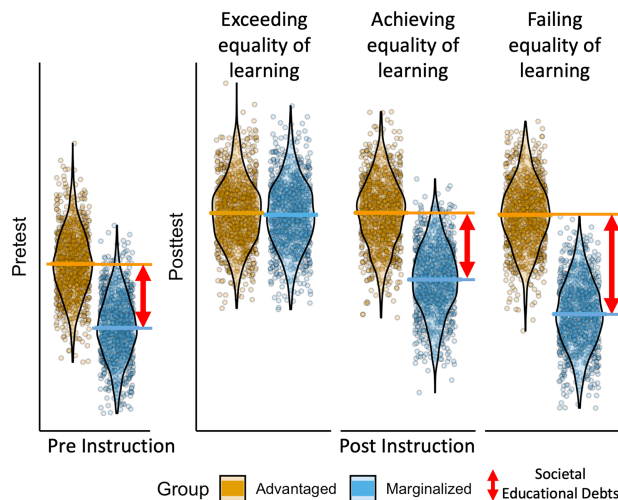 Exceeding
equality of
learning
Achieving
equality of
learning
Failing
equality of
learning
Pretest
Posttest
Pre Instruction
Post Instruction
Group
Advantaged
Marginalized
Societal
Educational Debts